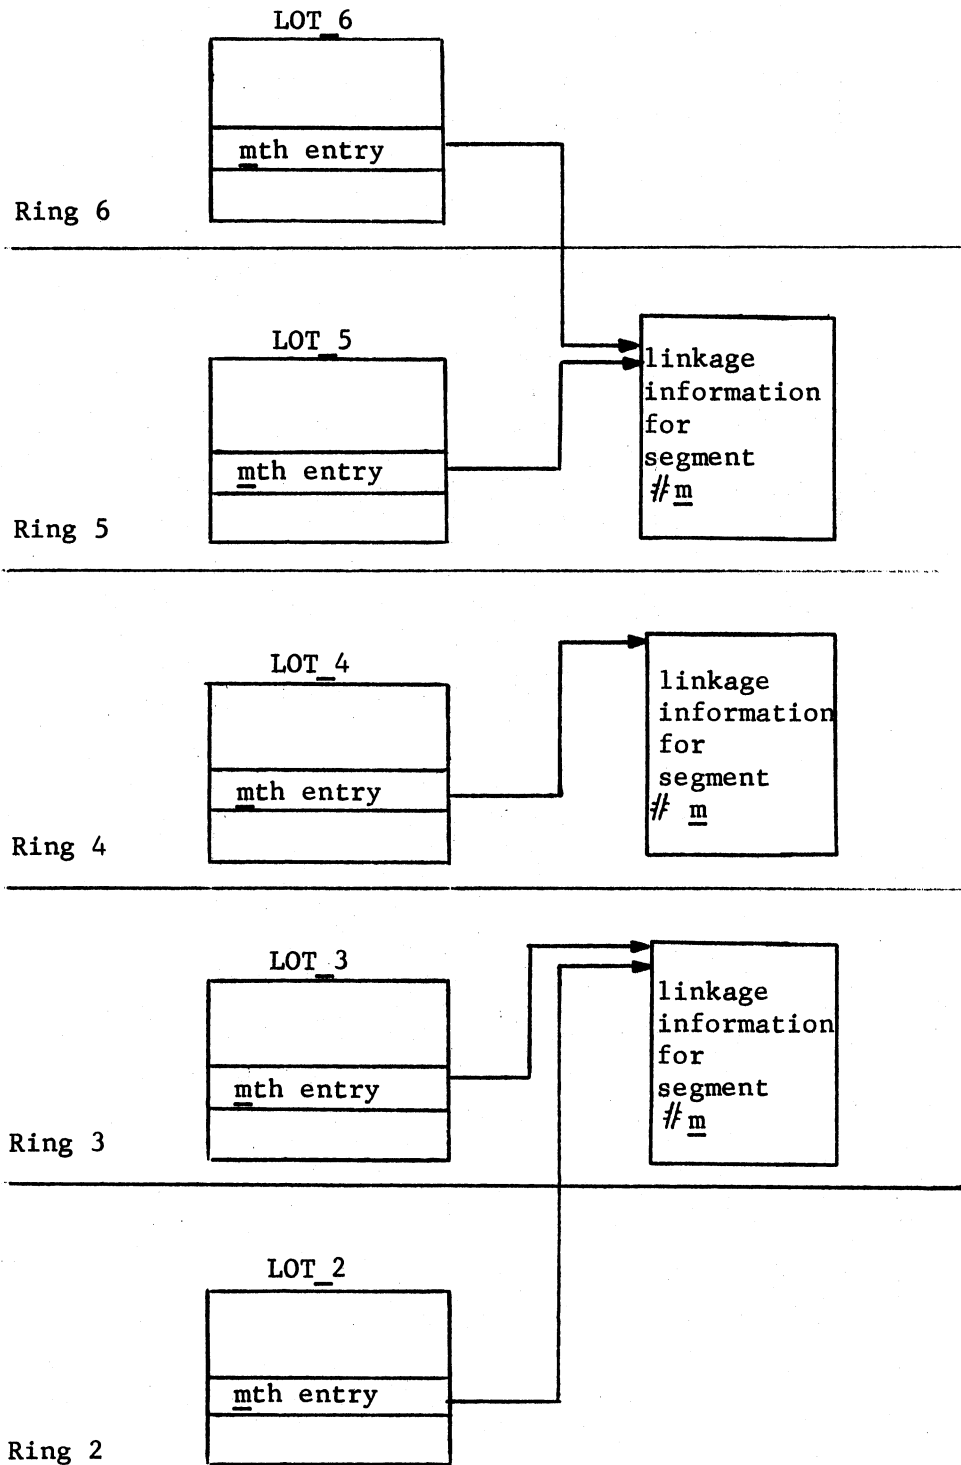 LOT_6
mth entry
Ring 6
LOT_5
mth entry
linkage
information
for
segment
#m
Ring 5
LOT_4
mth entry
linkage
information
for
segment
# m
Ring 4
LOT_3
mth entry
linkage
information
for
segment
#m
Ring 3
LOT_2
mth entry
Ring 2